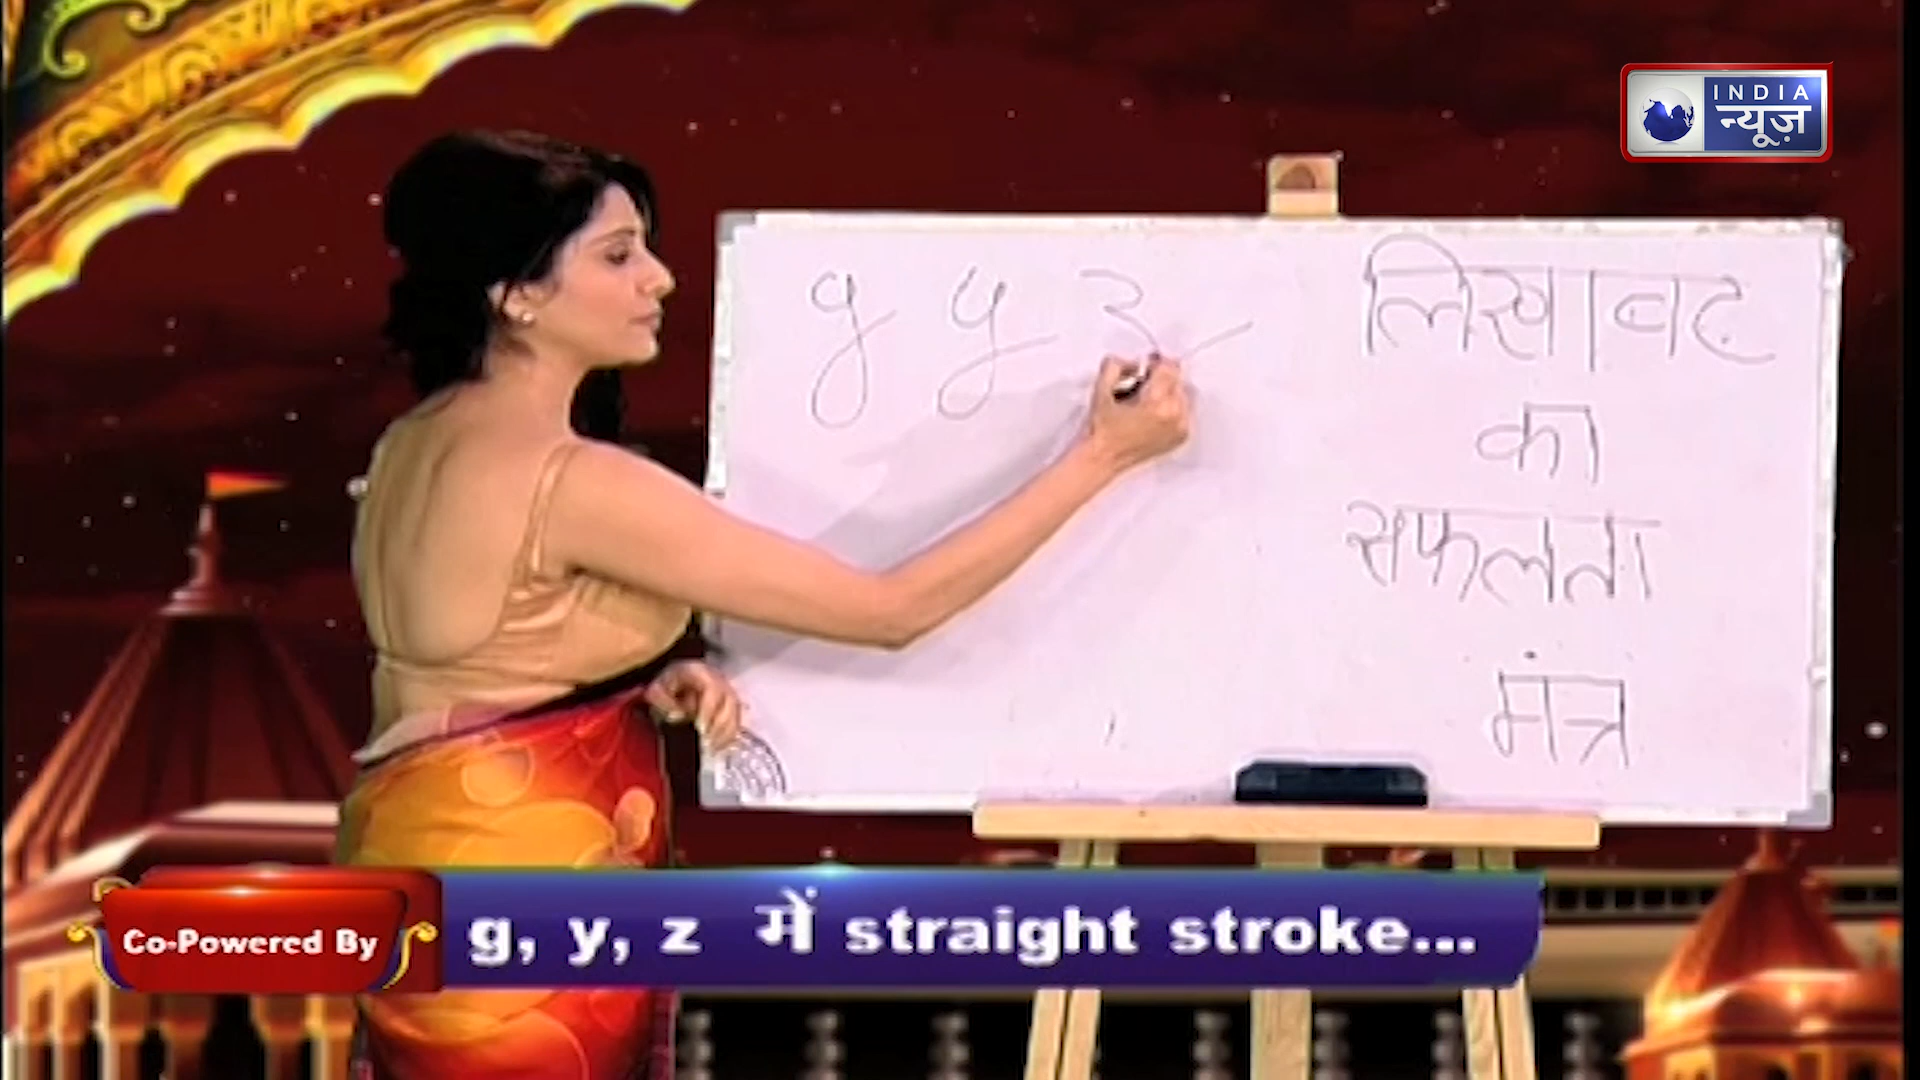 INDIA
न्यूज़
g y z
लिखावट
का
सफलता
मंत्र
Co-Powered By
g, y, z में straight stroke...